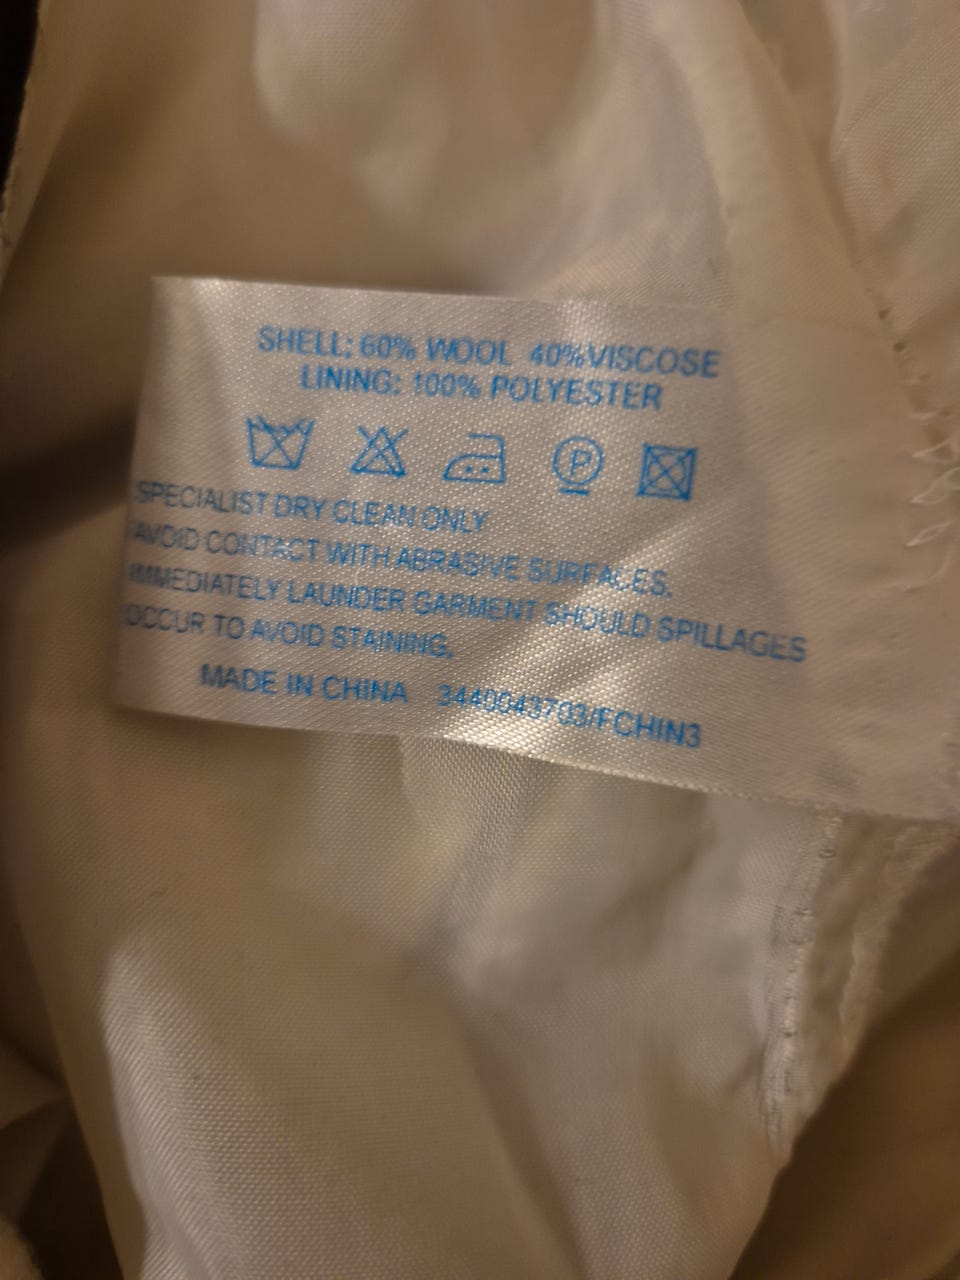 SHELL: 60% WOOL 40%VISCOSE
LINING: 100% POLYESTER
P
SPECIALIST DRY CLEAN ONLY
AVOID CONTACT WITH ABRASIVE SURFACES.
IMMEDIATELY LAUNDER GARMENT SHOULD SPILLAGES
OCCUR TO AVOID STAINING.
MADE IN CHINA 3440043703/FCHIN3